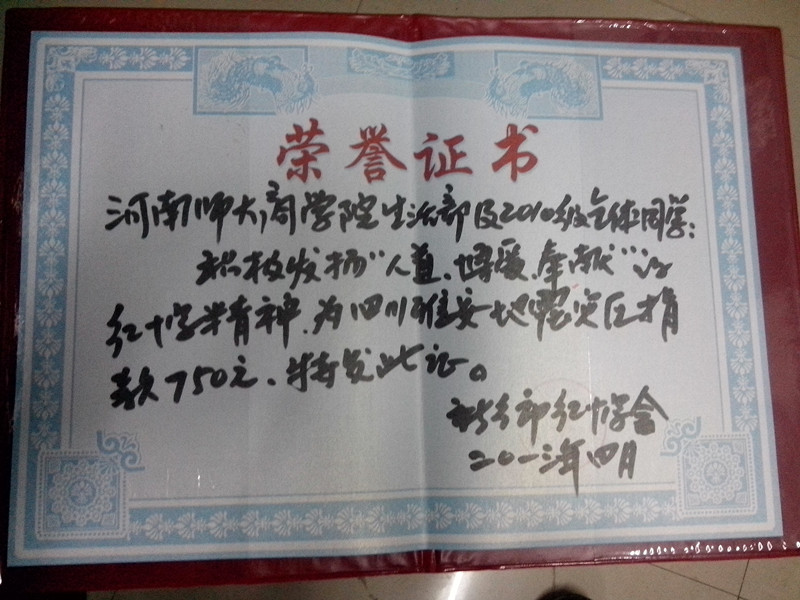 荣誉证书
河南师大商学院生活部及2010级全体同学：
积极发扬“人道、博爱、奉献”的
红十字精神，为四川雅安地震灾区捐
款750元、特发此证。
新乡市红十字会
二〇一三年四月